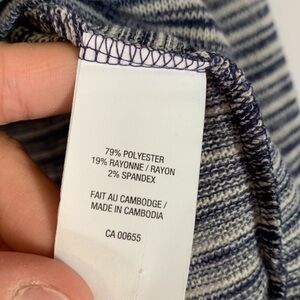 79% POLYESTER
19% RAYONNE / RAYON
2% SPANDEX
FAIT AU CAMBODGE /
MADE IN CAMBODIA
CA 00655